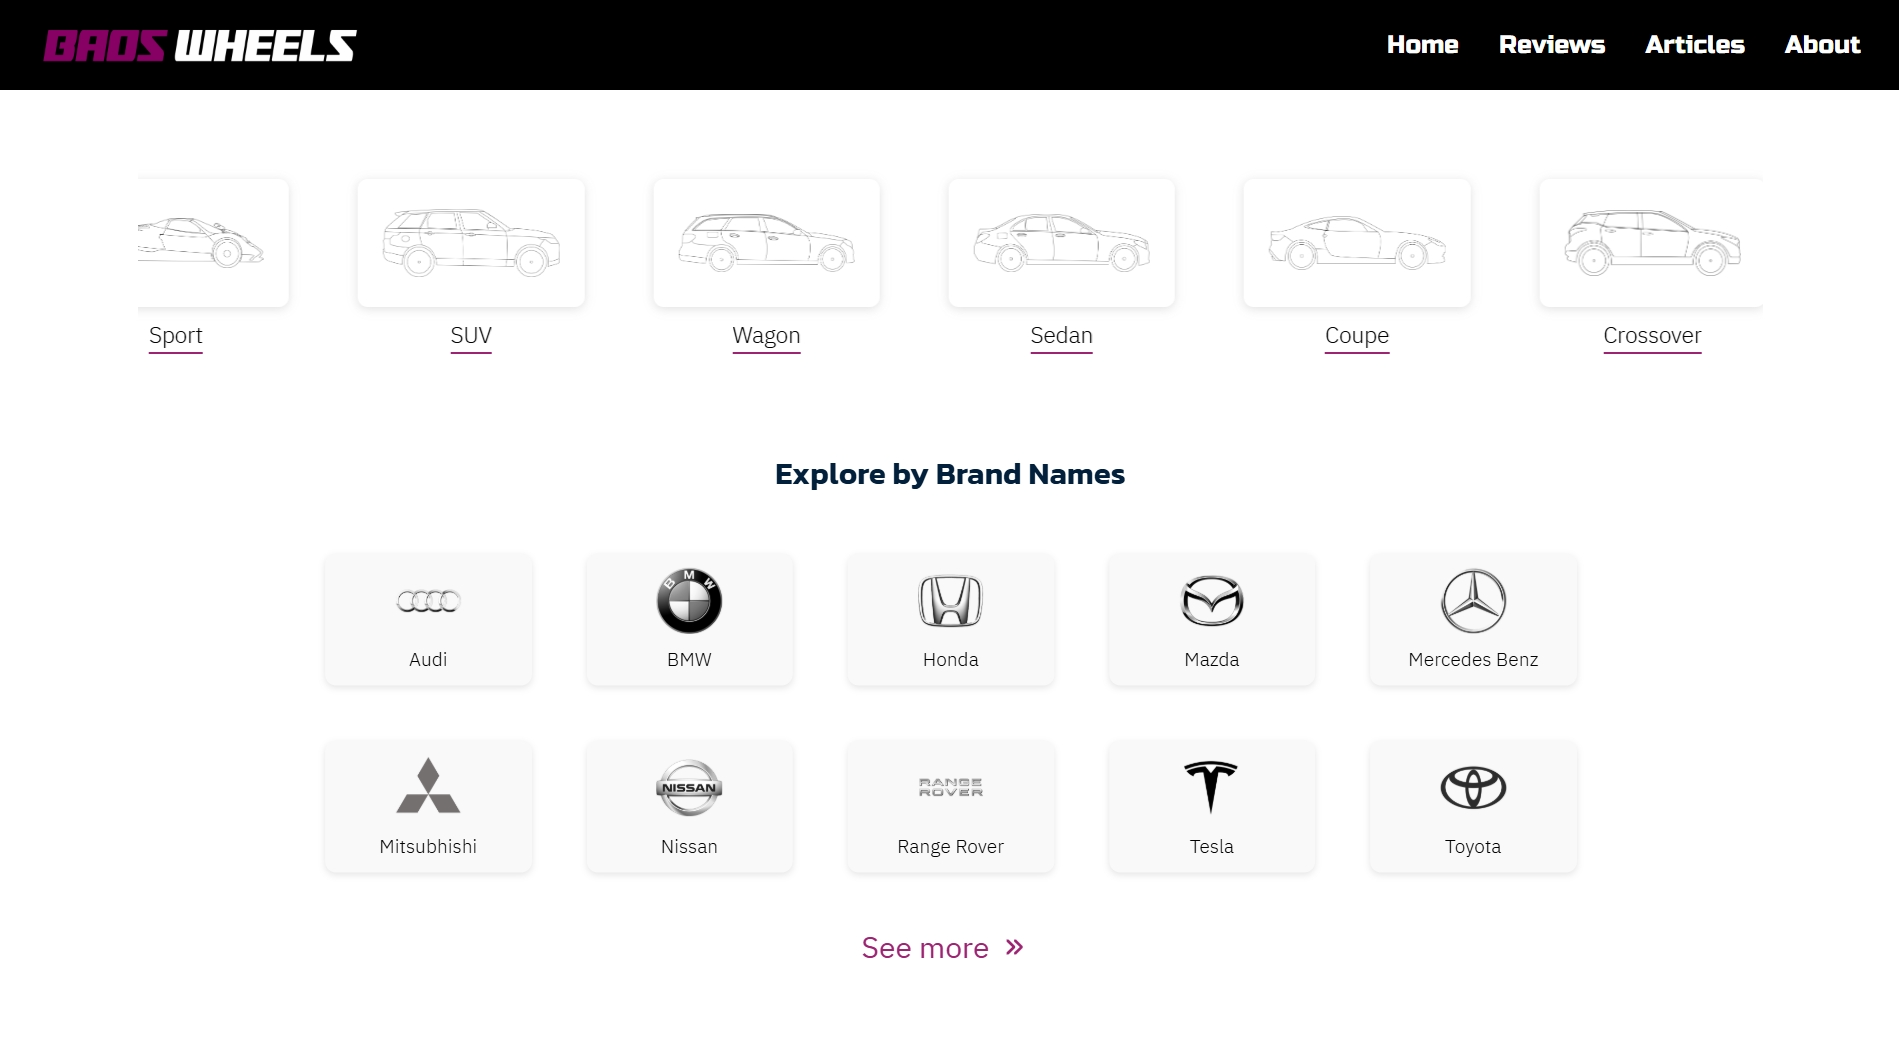 BAOS WHEELS
Home Reviews Articles About
Sport SUV Wagon Sedan Coupe Crossover
Explore by Brand Names
BMW
Audi BMW Honda Mazda Mercedes Benz
NISSAN
RANGE
ROVER
Mitsubhishi Nissan Range Rover Tesla Toyota
See more »